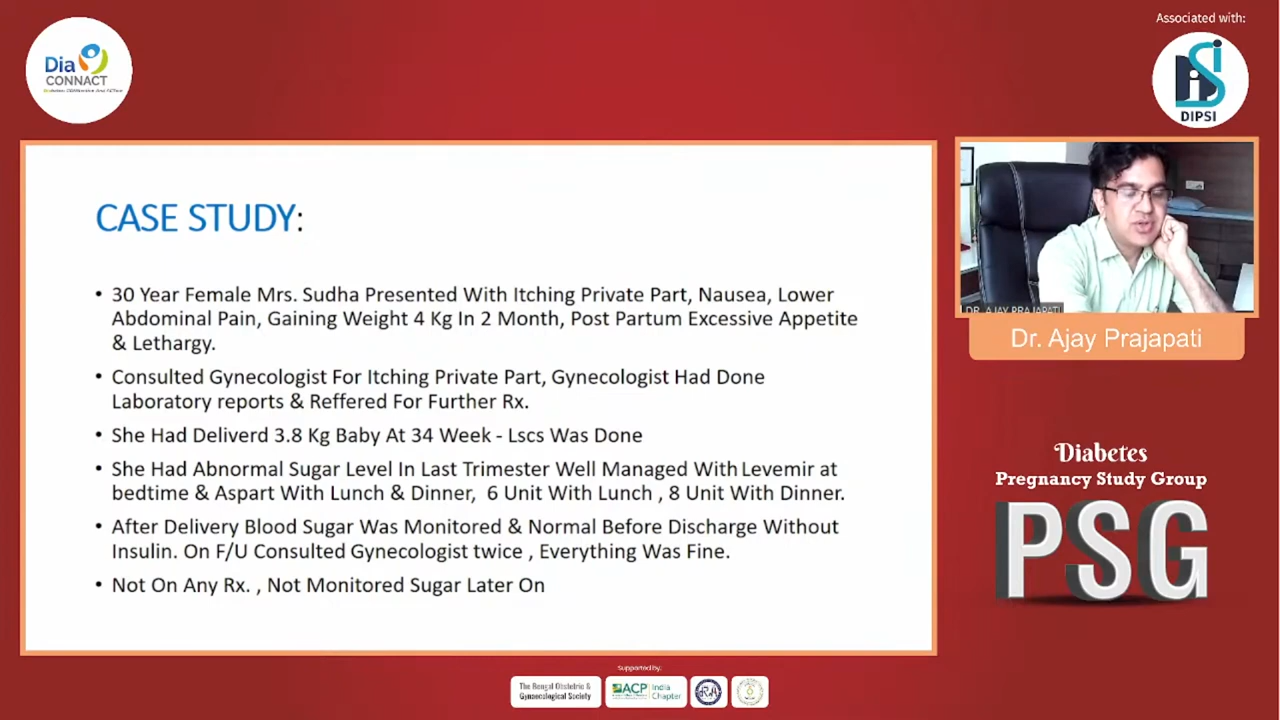 Associated with:
Dia
CONNACT
DIPSI
CASE STUDY:
• 30 Year Female Mrs. Sudha Presented With Itching Private Part, Nausea, Lower
Abdominal Pain, Gaining Weight 4 Kg In 2 Month, Post Partum Excessive Appetite
& Lethargy.
• Consulted Gynecologist For Itching Private Part, Gynecologist Had Done
Laboratory reports & Reffered For Further Rx.
• She Had Deliverd 3.8 Kg Baby At 34 Week - Lscs Was Done
• She Had Abnormal Sugar Level In Last Trimester Well Managed With Levemir at
bedtime & Aspart With Lunch & Dinner, 6 Unit With Lunch , 8 Unit With Dinner.
• After Delivery Blood Sugar Was Monitored & Normal Before Discharge Without
Insulin. On F/U Consulted Gynecologist twice , Everything Was Fine.
• Not On Any Rx. , Not Monitored Sugar Later On
DR. AJAY PRAJAPATI
Dr. Ajay Prajapati
Diabetes
Pregnancy Study Group
PSG
Supported by:
The Bengal Obstetric &
Gynaecological Society
ACP India
Chapter